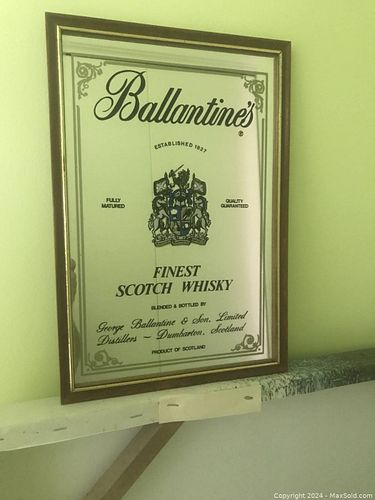 Ballantine's
ESTABLISHED 1827
FULLY
MATURED
QUALITY
GUARANTEED
FINEST
SCOTCH WHISKY
BLENDED & BOTTLED BY
George Ballantine & Son, Limited
Distillers ~ Dumbarton, Scotland
PRODUCT OF SCOTLAND
Copyright 2024 - MaxSold.com